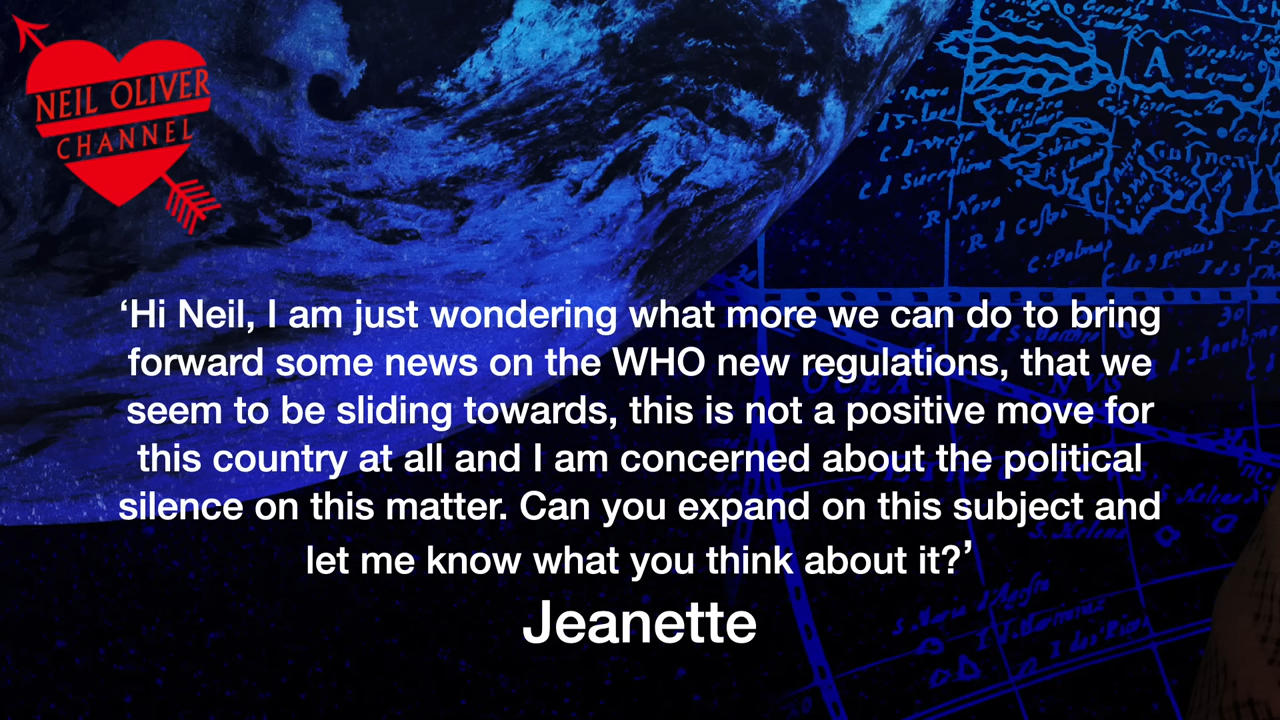 NEIL OLIVER
CHANNEL
A
‘Hi Neil, I am just wondering what more we can do to bring
forward some news on the WHO new regulations, that we
seem to be sliding towards, this is not a positive move for
this country at all and I am concerned about the political
silence on this matter. Can you expand on this subject and
let me know what you think about it?’
Jeanette